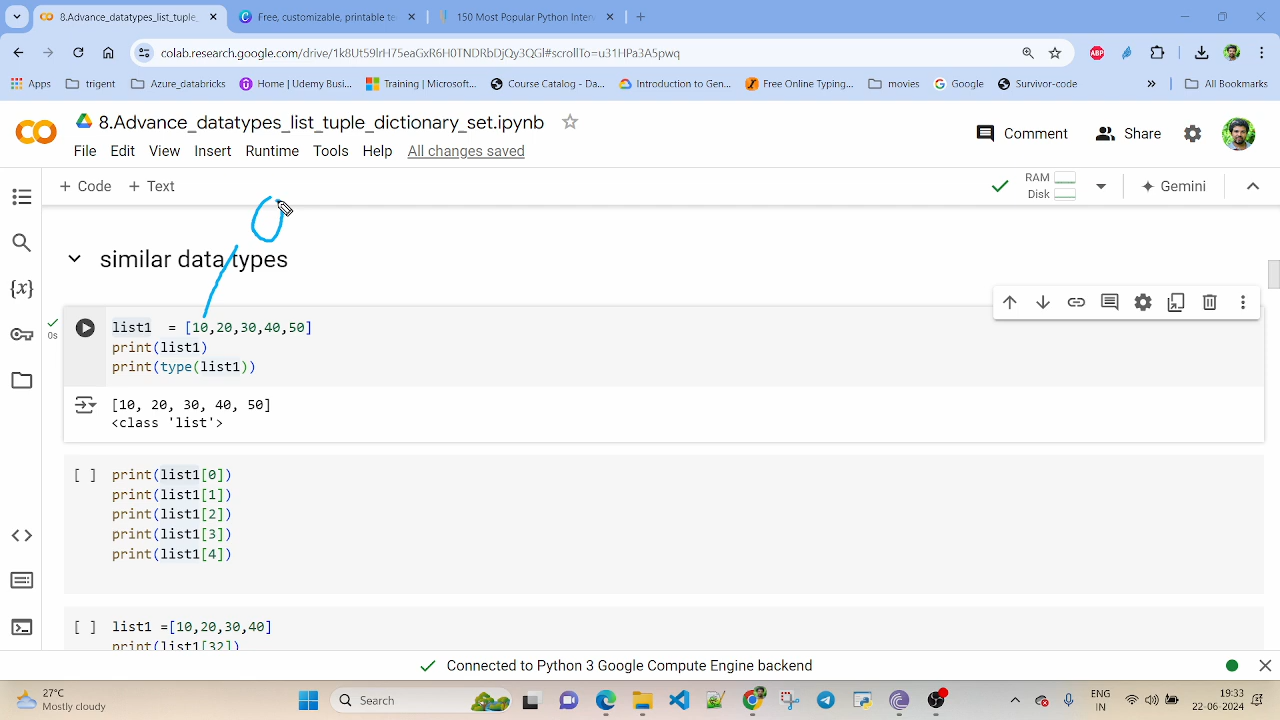 8.Advance_datatypes_list_tuple_
Free, customizable, printable te
150 Most Popular Python Interv
colab.research.google.com/drive/1k8Ut59lrH75eaGxR6H0TNDRbDjQy3QGl#scrollTo=u31HPa3A5pwq
ABP
Apps
trigent
Azure_databricks
Home | Udemy Busi...
Training | Microsoft...
Course Catalog - Da...
Introduction to Gen...
Free Online Typing...
movies
Google
Survivor-code
All Bookmarks
8.Advance_datatypes_list_tuple_dictionary_set.ipynb
Comment
Share
File Edit View Insert Runtime Tools Help All changes saved
+ Code + Text
RAM
Disk
Gemini
0
similar data types
0s
list1 = [10,20,30,40,50]
print(list1)
print(type(list1))
[10, 20, 30, 40, 50]
<class 'list'>
[ ] print(list1[0])
print(list1[1])
print(list1[2])
print(list1[3])
print(list1[4])
[ ] list1 =[10,20,30,40]
print(list1[32])
Connected to Python 3 Google Compute Engine backend
27°C
Mostly cloudy
Search
ENG
IN
19:33
22-06-2024